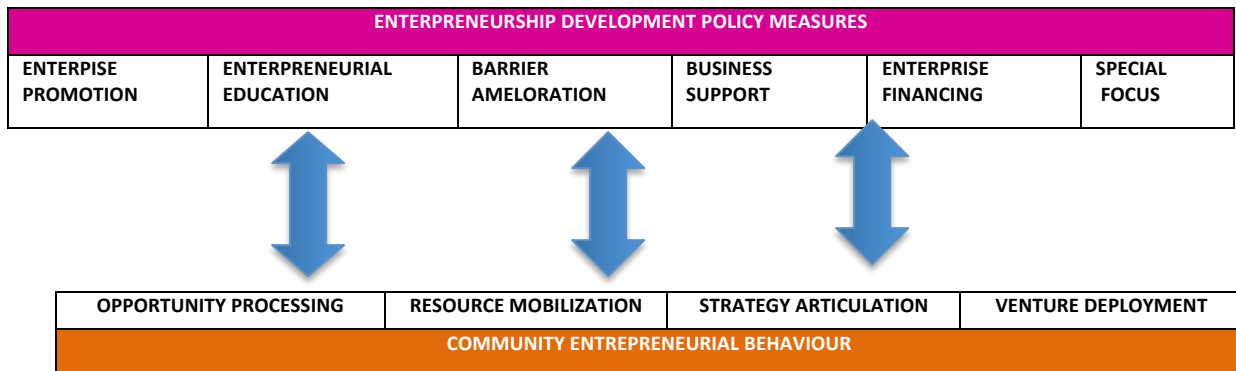 ENTERPRENEURSHIP DEVELOPMENT POLICY MEASURES
ENTERPISE
PROMOTION
ENTERPRENEURIAL
EDUCATION
BARRIER
AMELORATION
BUSINESS
SUPPORT
ENTERPRISE
FINANCING
SPECIAL
FOCUS
OPPORTUNITY PROCESSING
RESOURCE MOBILIZATION
STRATEGY ARTICULATION
VENTURE DEPLOYMENT
COMMUNITY ENTREPRENEURIAL BEHAVIOUR